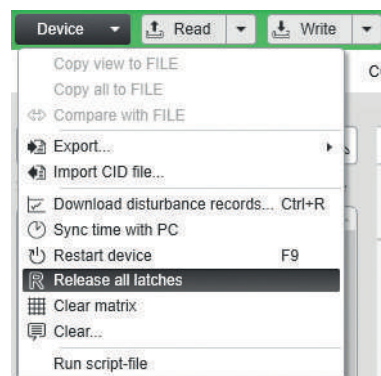 Device Read Write
Copy view to FILE
Copy all to FILE
Compare with FILE
Export...
Import CID file...
Download disturbance records... Ctrl+R
Sync time with PC
Restart device F9
Release all latches
Clear matrix
Clear...
Run script-file